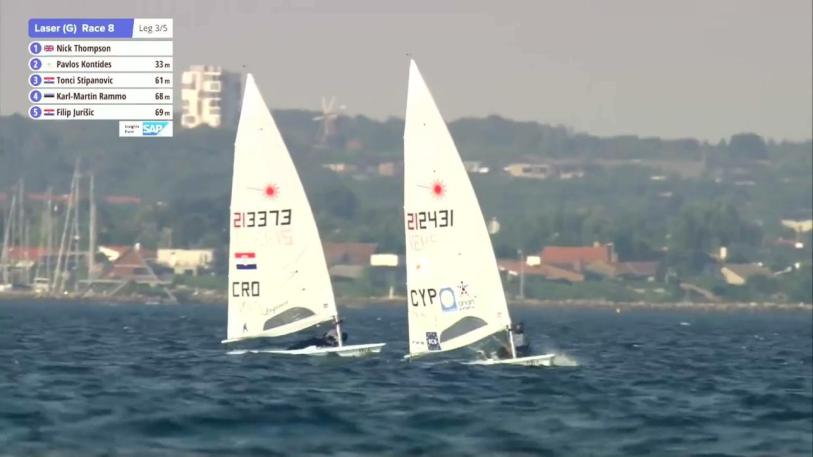 Laser (G) Race 8 Leg 3/5
1 Nick Thompson
2 Pavlos Kontides 33 m
3 Tonci Stipanovic 61 m
4 Karl-Martin Rammo 68 m
5 Filip Jurišic 69 m
SAP
213373
CRO
212431
CYP